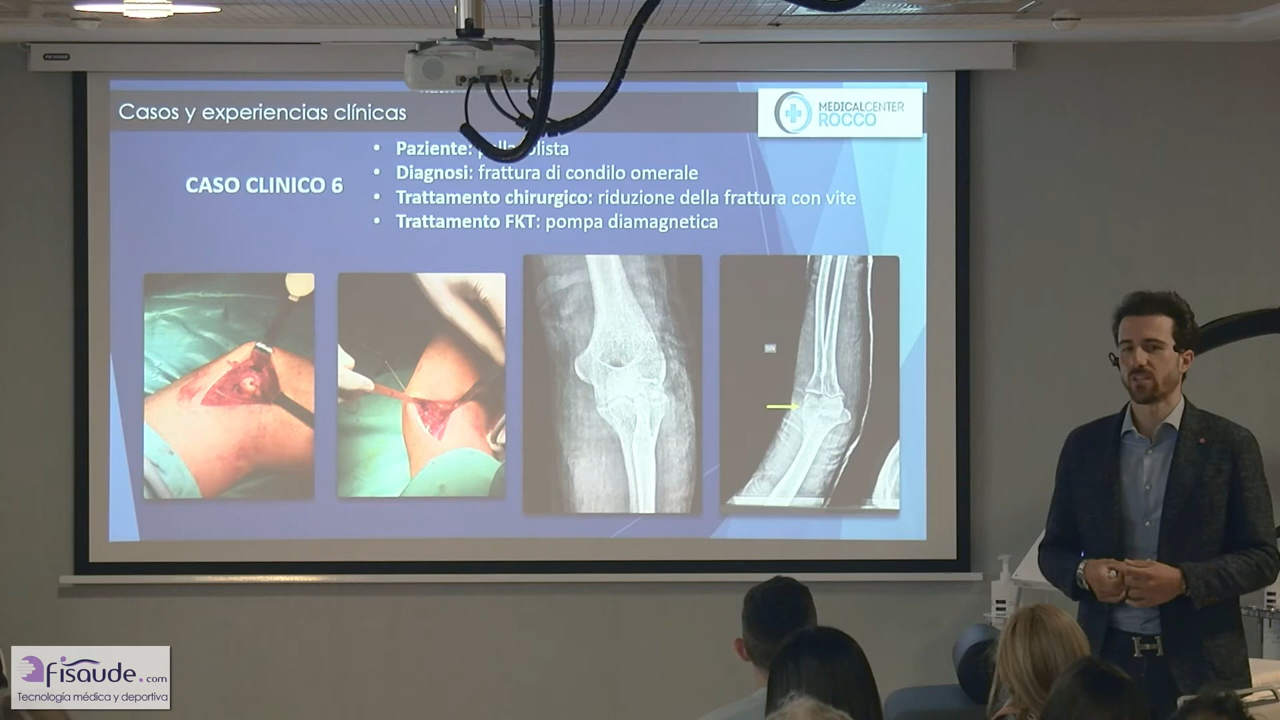 Casos y experiencias clínicas
MEDICALCENTER
ROCCO
• Paziente:
• Diagnosi: frattura di condilo omerale
CASO CLINICO 6
• Trattamento chirurgico: riduzione della frattura con vite
• Trattamento FKT: pompa diamagnetica
fisaude.com
Tecnología médica y deportiva